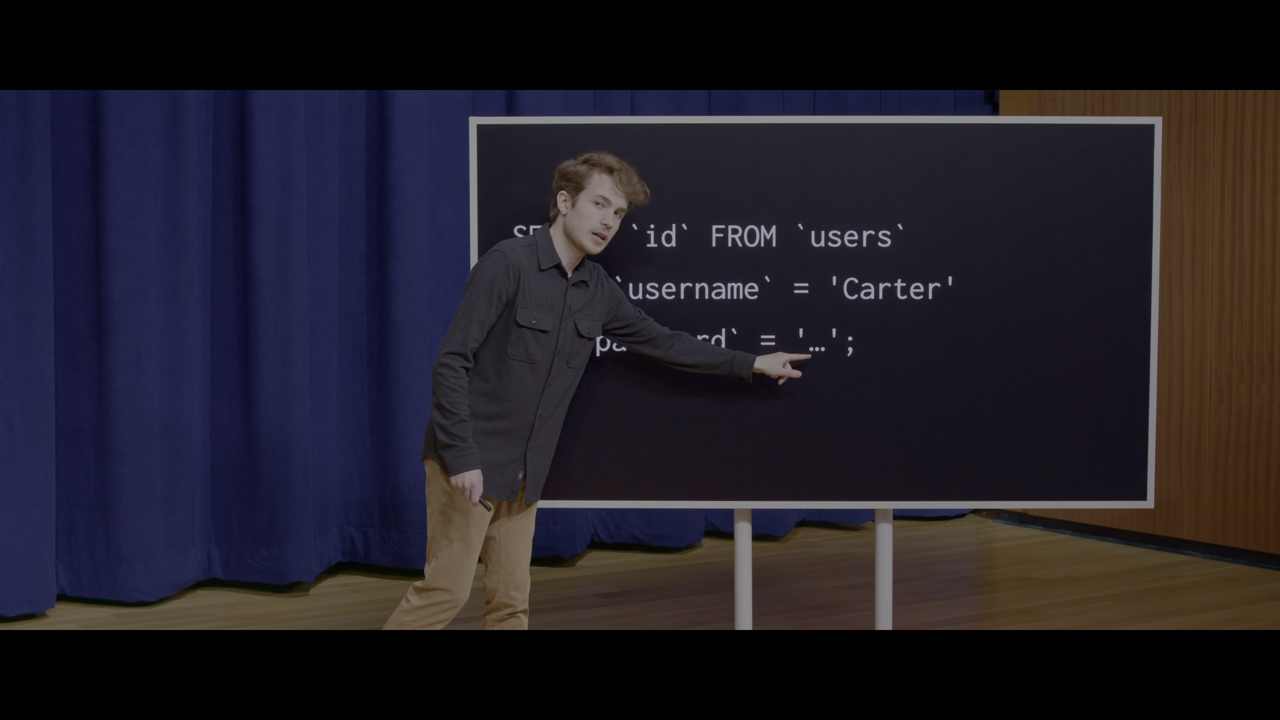 `id` FROM `users`
`username` = 'Carter'
= '…';